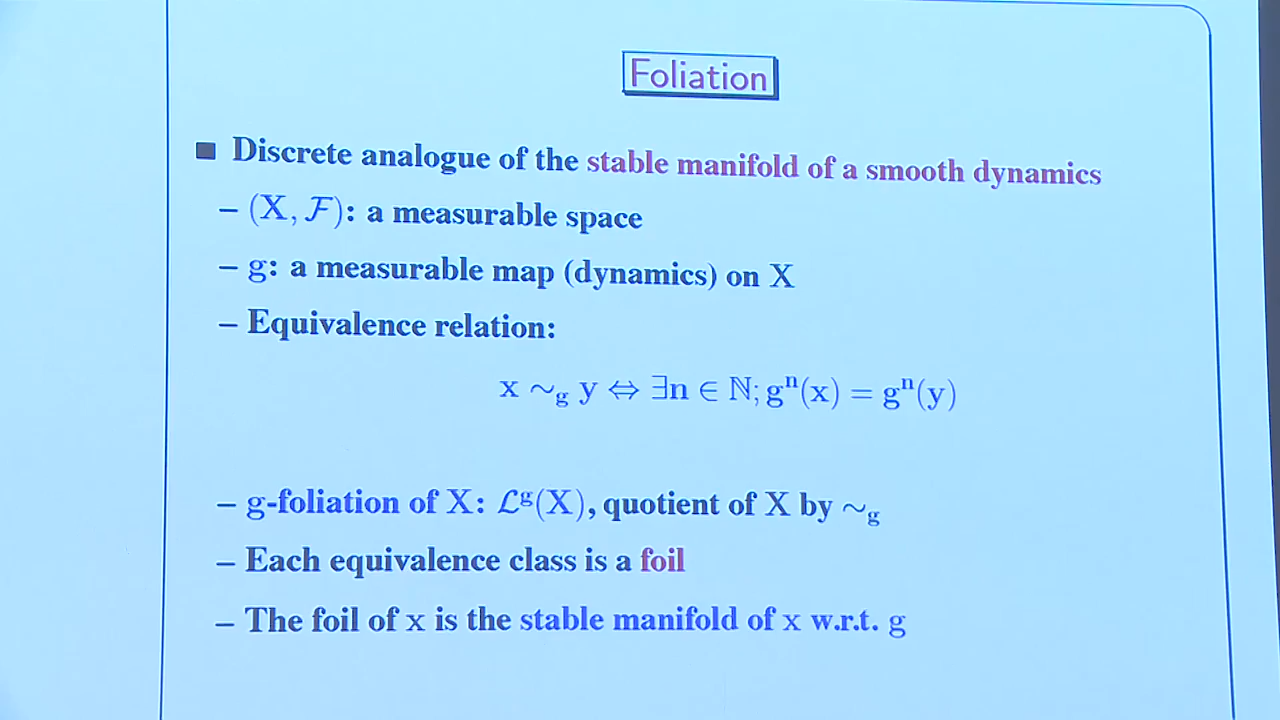 Foliation
■ Discrete analogue of the stable manifold of a smooth dynamics
– (X, ℱ): a measurable space
– g: a measurable map (dynamics) on X
– Equivalence relation:
x ∼g y ⇔ ∃n ∈ ℕ; gⁿ(x) = gⁿ(y)
– g-foliation of X: ℒᵍ(X), quotient of X by ∼g
– Each equivalence class is a foil
– The foil of x is the stable manifold of x w.r.t. g